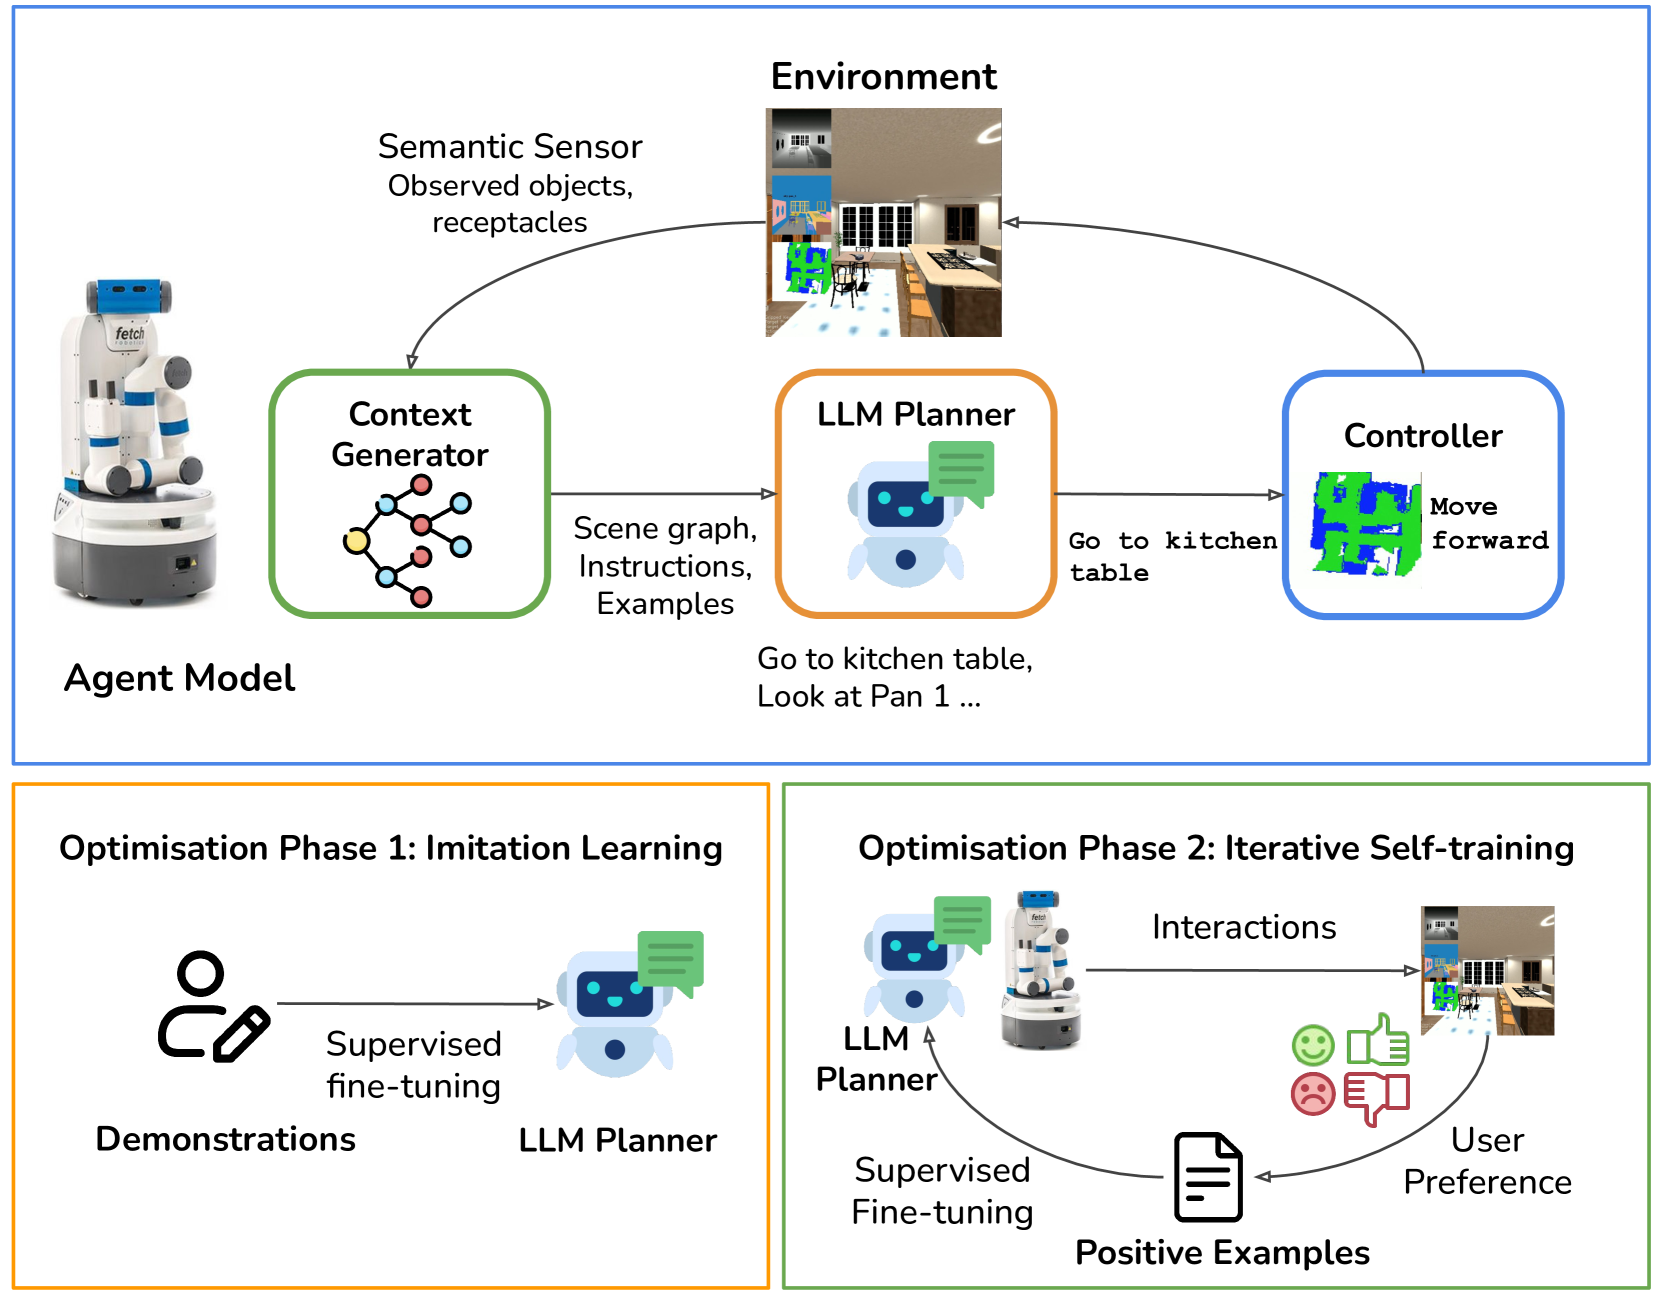 Environment
Semantic Sensor
Observed objects,
receptacles
fetch
ROBOTICS
Context
Generator
LLM Planner
Controller
Move
forward
Scene graph,
Instructions,
Examples
Go to kitchen
table
Agent Model
Go to kitchen table,
Look at Pan 1 ...
Optimisation Phase 1: Imitation Learning
Supervised
fine-tuning
Demonstrations
LLM Planner
Optimisation Phase 2: Iterative Self-training
fetch
Interactions
LLM
Planner
User
Preference
Supervised
Fine-tuning
Positive Examples